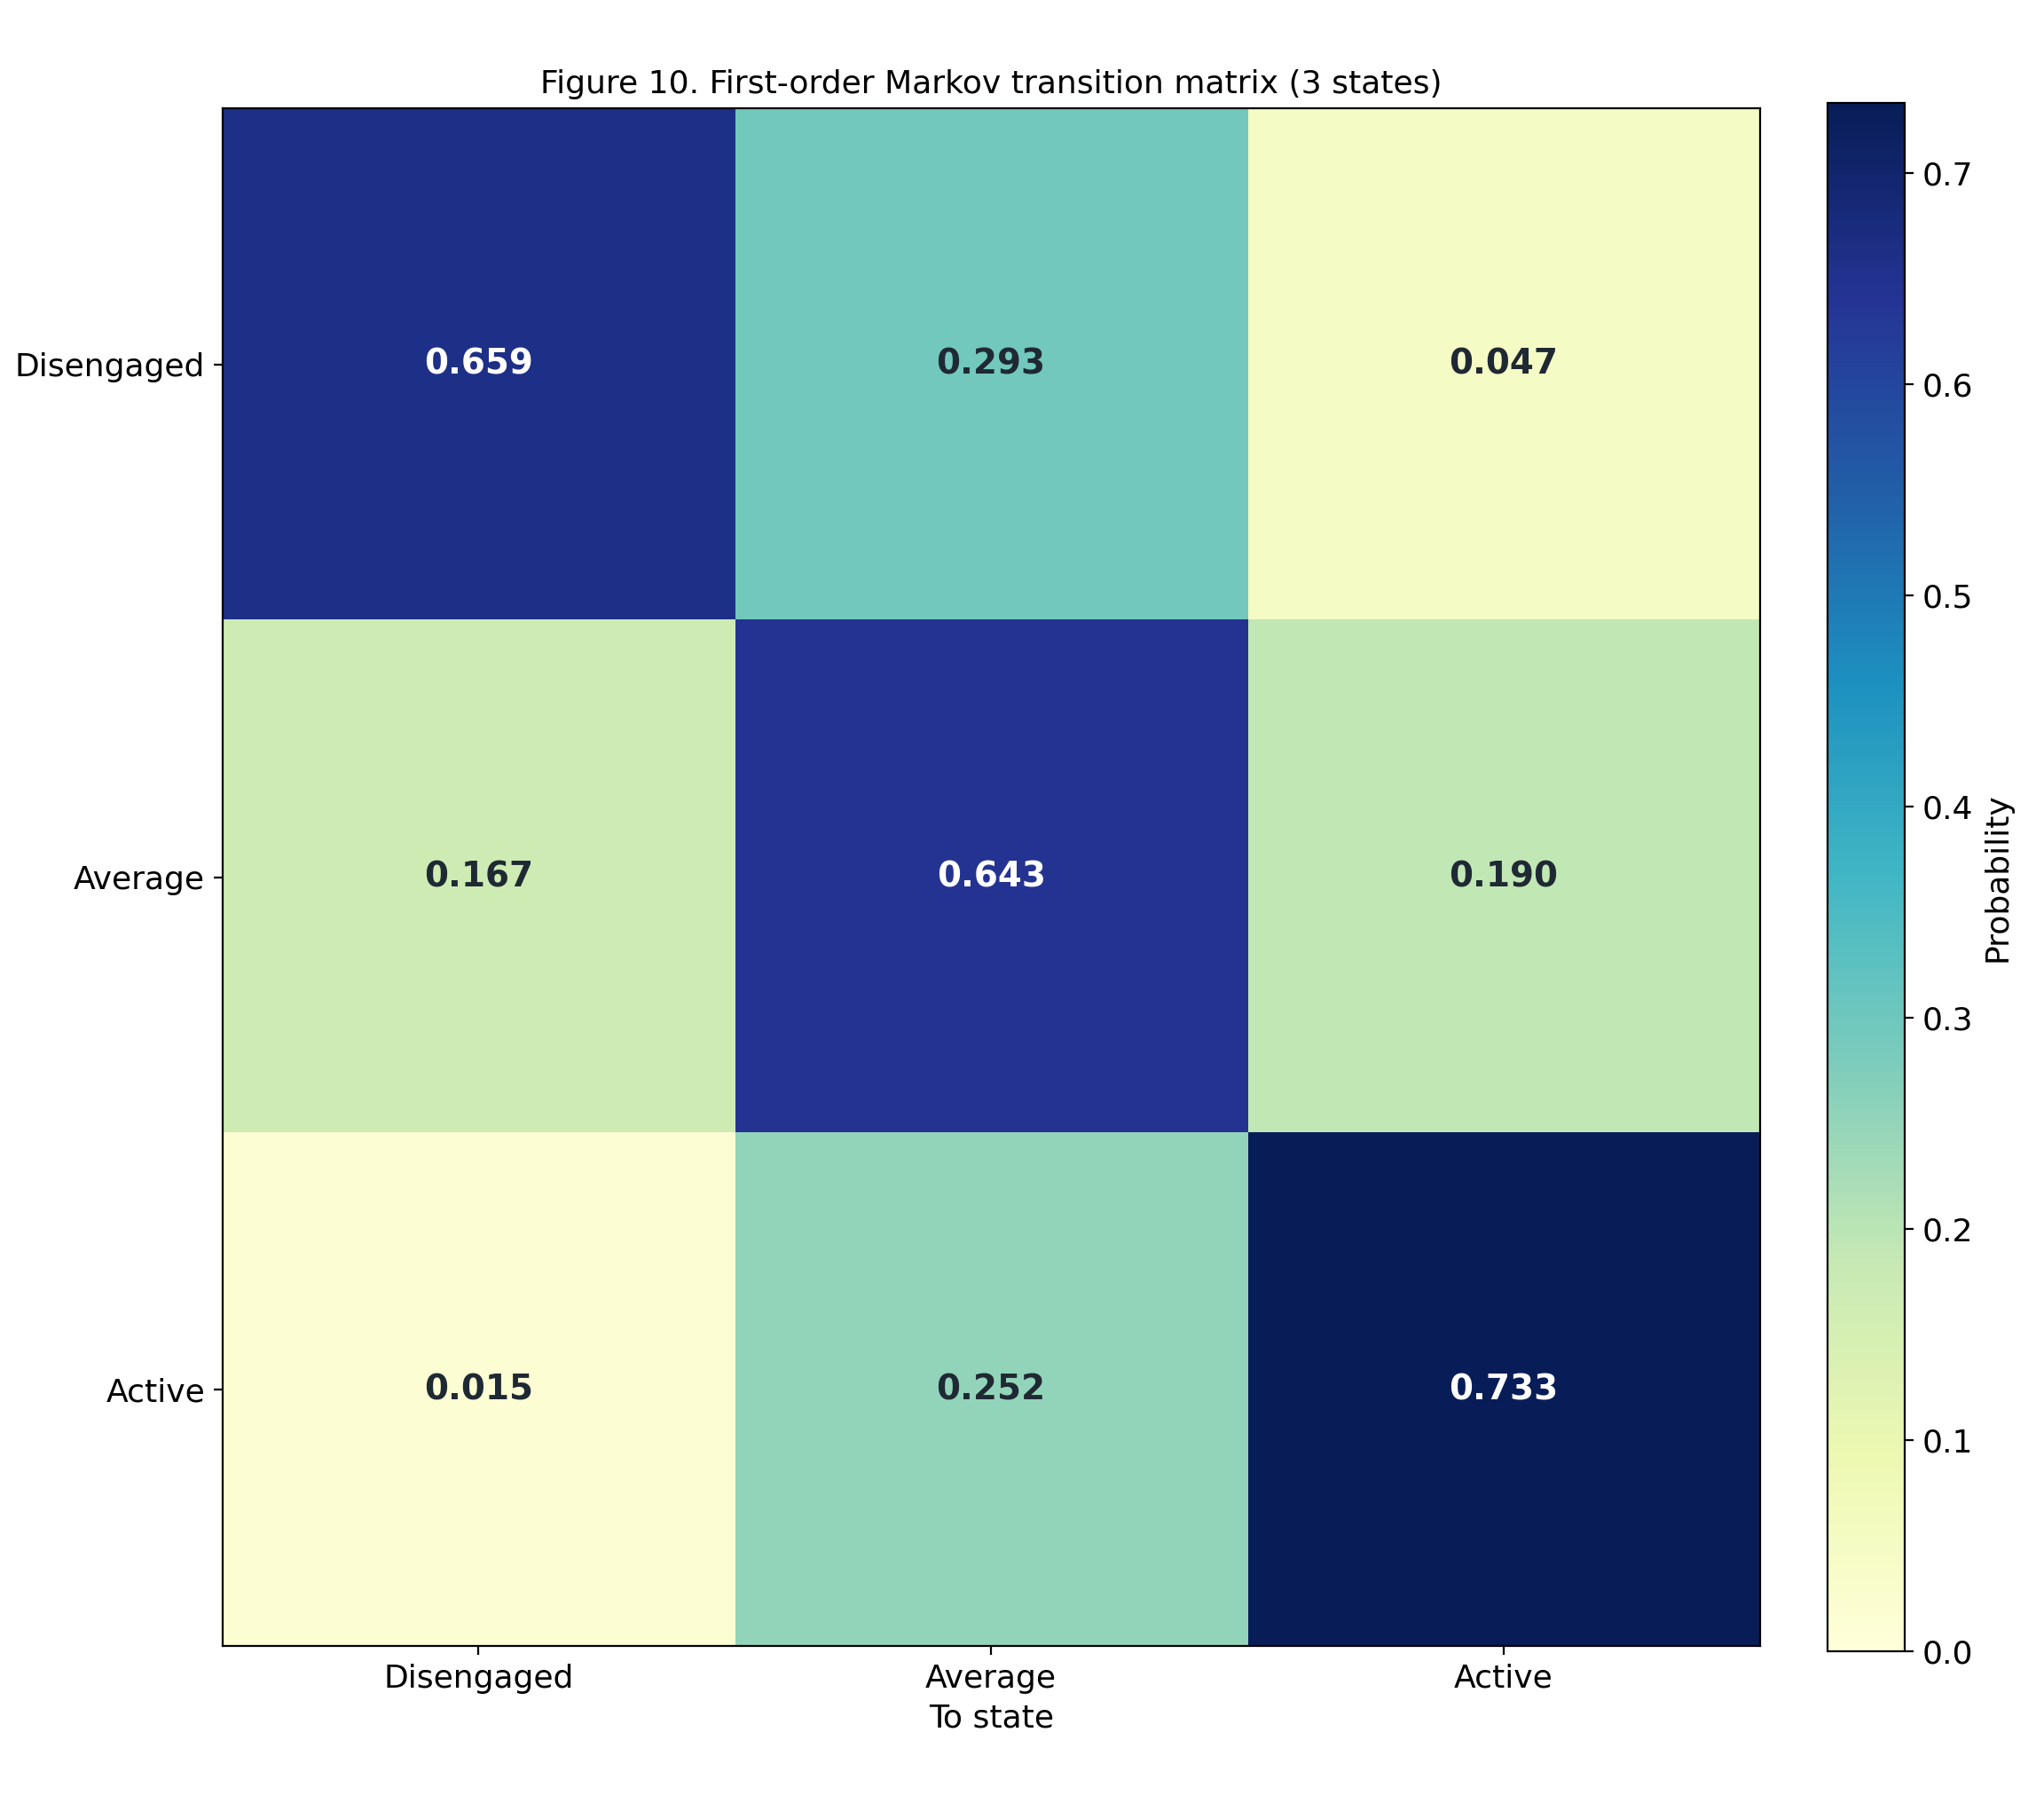 Figure 10. First-order Markov transition matrix (3 states)
Disengaged 0.659 0.293 0.047
Average 0.167 0.643 0.190
Active 0.015 0.252 0.733
Disengaged Average Active
To state
0.7
0.6
0.5
0.4
0.3
0.2
0.1
0.0
Probability